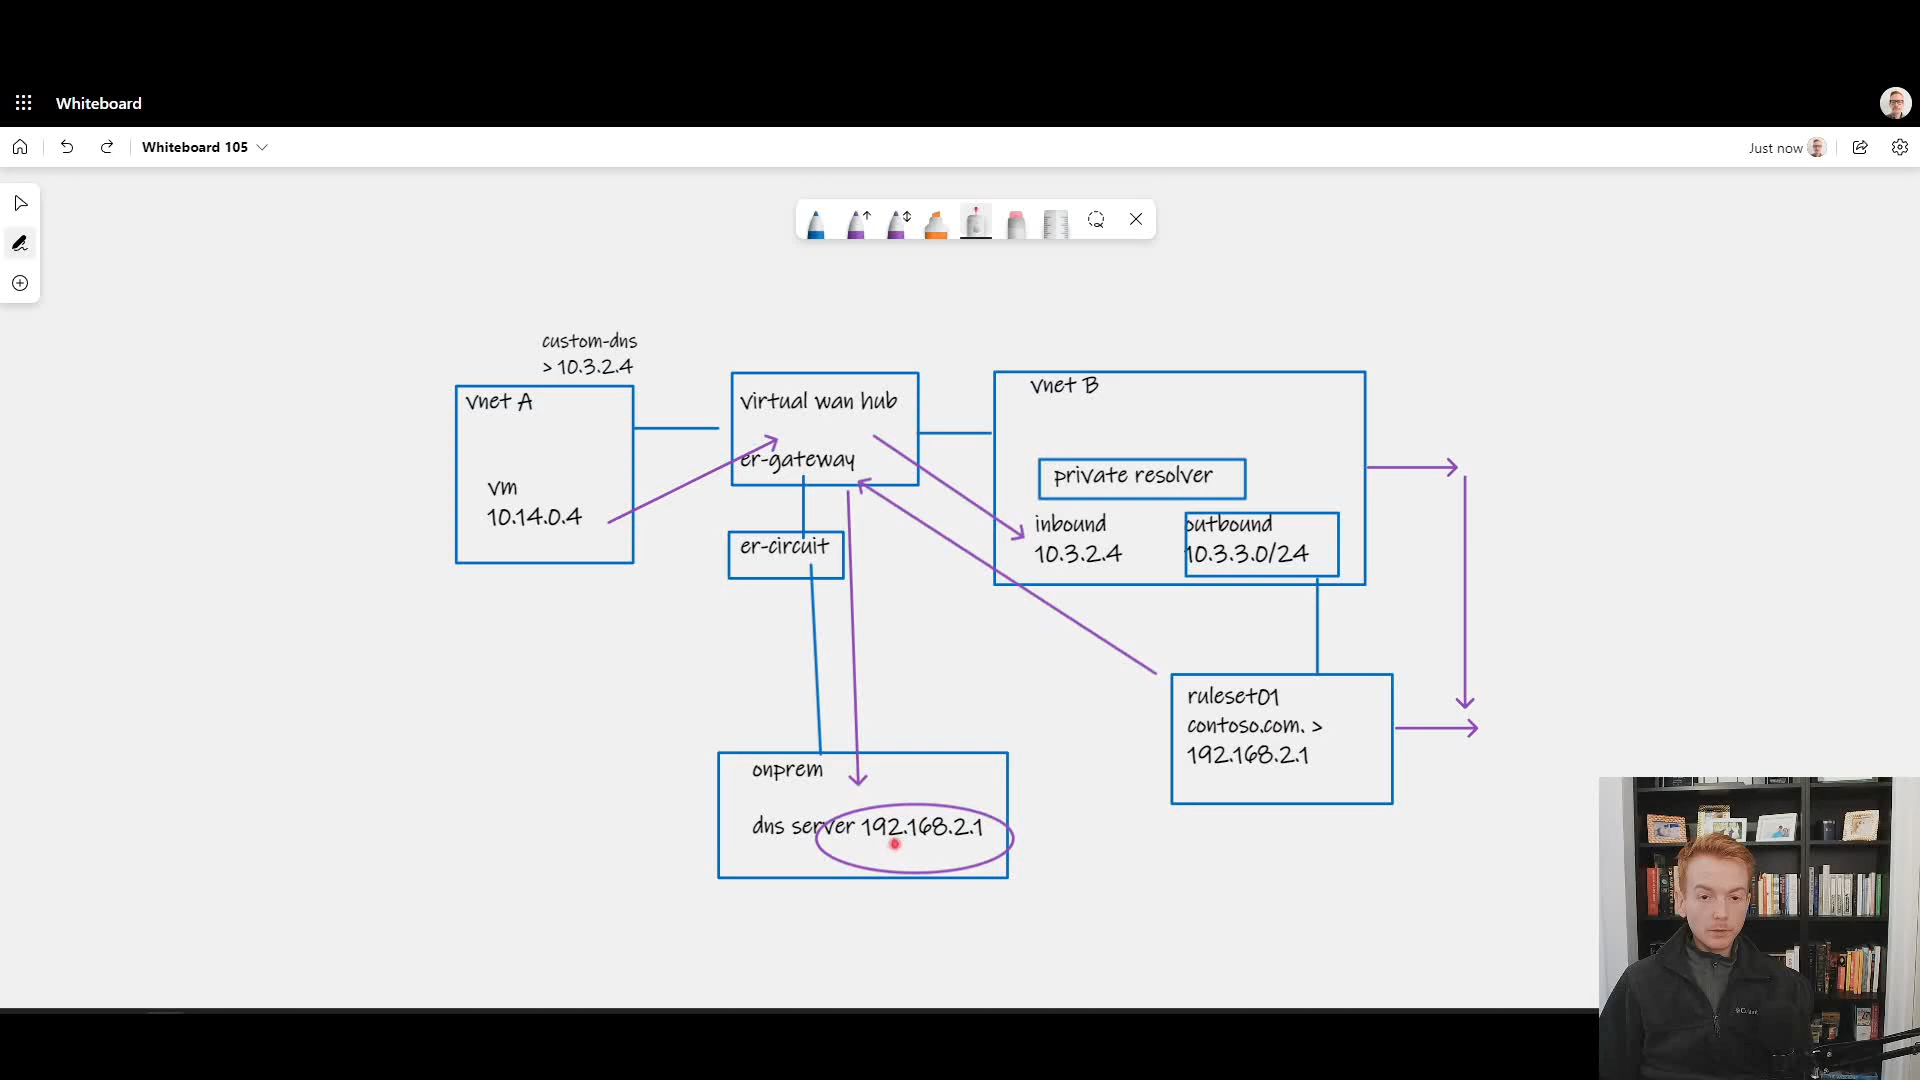 Whiteboard
Whiteboard 105
Just now
custom-dns
> 10.3.2.4
vnet A
vm
10.14.0.4
virtual wan hub
er-gateway
er-circuit
vnet B
private resolver
inbound
10.3.2.4
outbound
10.3.3.0/24
ruleset01
contoso.com. >
192.168.2.1
onprem
dns server 192.168.2.1